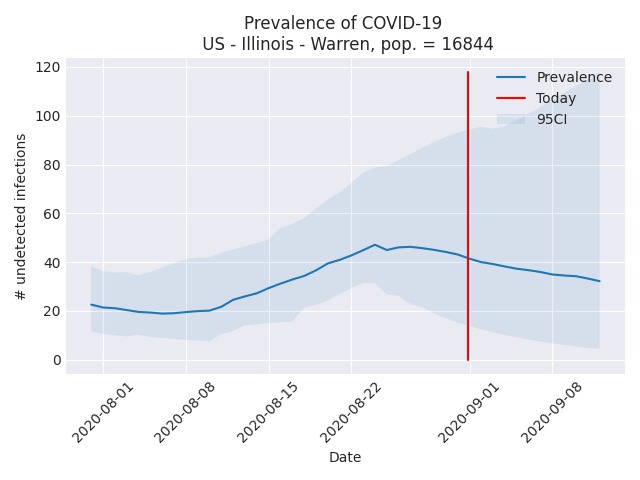 Prevalence of COVID-19
US - Illinois - Warren, pop. = 16844
120
100
80
60
40
20
0
# undetected infections
Prevalence
Today
95CI
2020-08-01
2020-08-08
2020-08-15
2020-08-22
2020-09-01
2020-09-08
Date